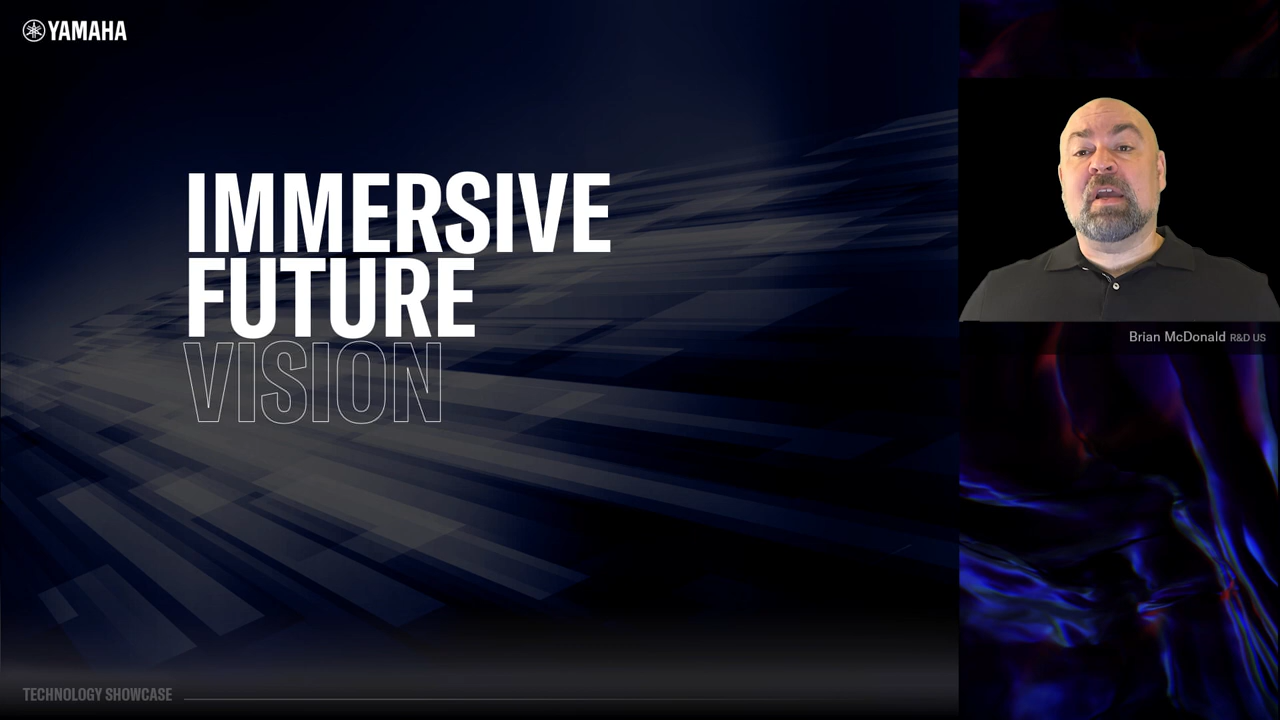 YAMAHA
IMMERSIVE
FUTURE
VISION
Brian McDonald R&D US
TECHNOLOGY SHOWCASE